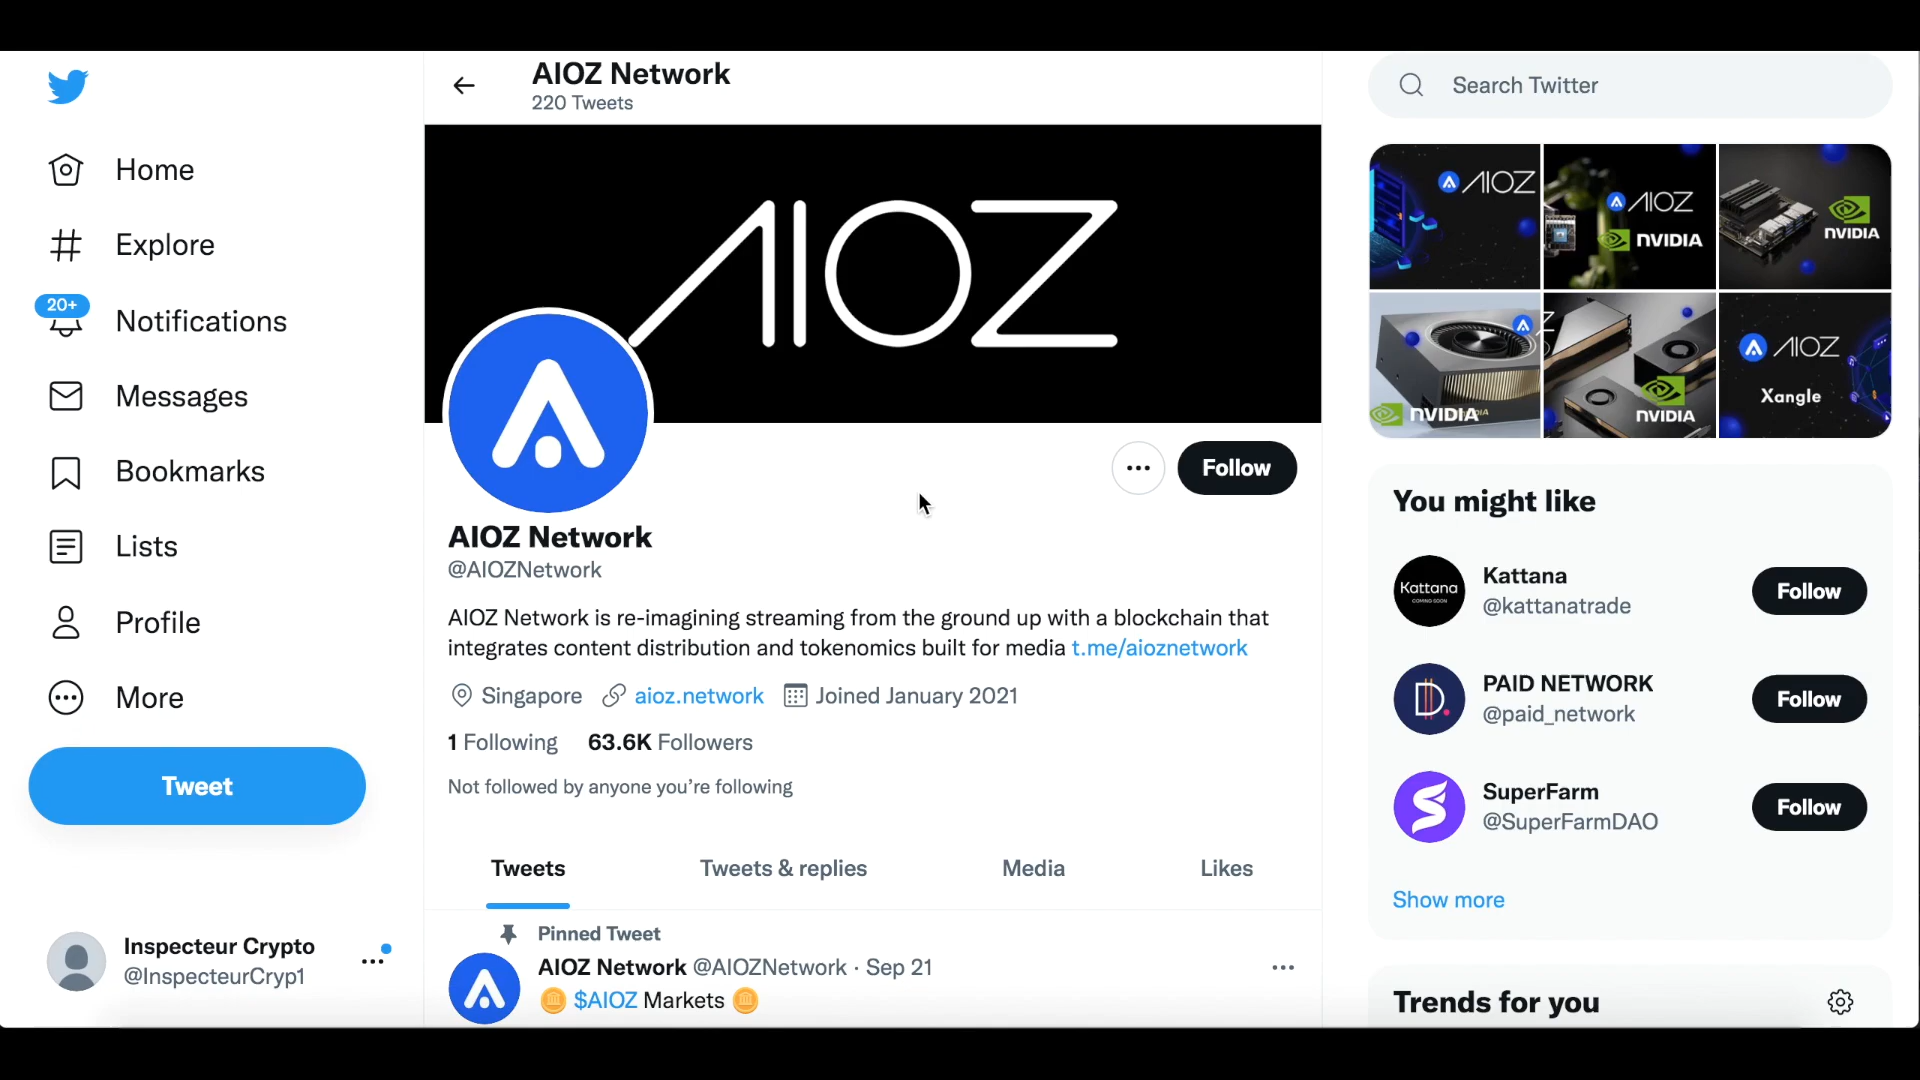 Home
Explore
20+
Notifications
Messages
Bookmarks
Lists
Profile
More
Tweet
Inspecteur Crypto
@InspecteurCryp1
AIOZ Network
220 Tweets
AIOZ
Follow
AIOZ Network
@AIOZNetwork
AIOZ Network is re-imagining streaming from the ground up with a blockchain that
integrates content distribution and tokenomics built for media t.me/aioznetwork
Singapore aioz.network Joined January 2021
1 Following 63.6K Followers
Not followed by anyone you’re following
Tweets Tweets & replies Media Likes
Pinned Tweet
AIOZ Network @AIOZNetwork · Sep 21
$AIOZ Markets
Search Twitter
AIOZ
AIOZ
NVIDIA
NVIDIA
NVIDIA
NVIDIA
AIOZ
Xangle
You might like
Kattana
COMING SOON
Kattana
@kattanatrade
Follow
PAID NETWORK
@paid_network
Follow
SuperFarm
@SuperFarmDAO
Follow
Show more
Trends for you